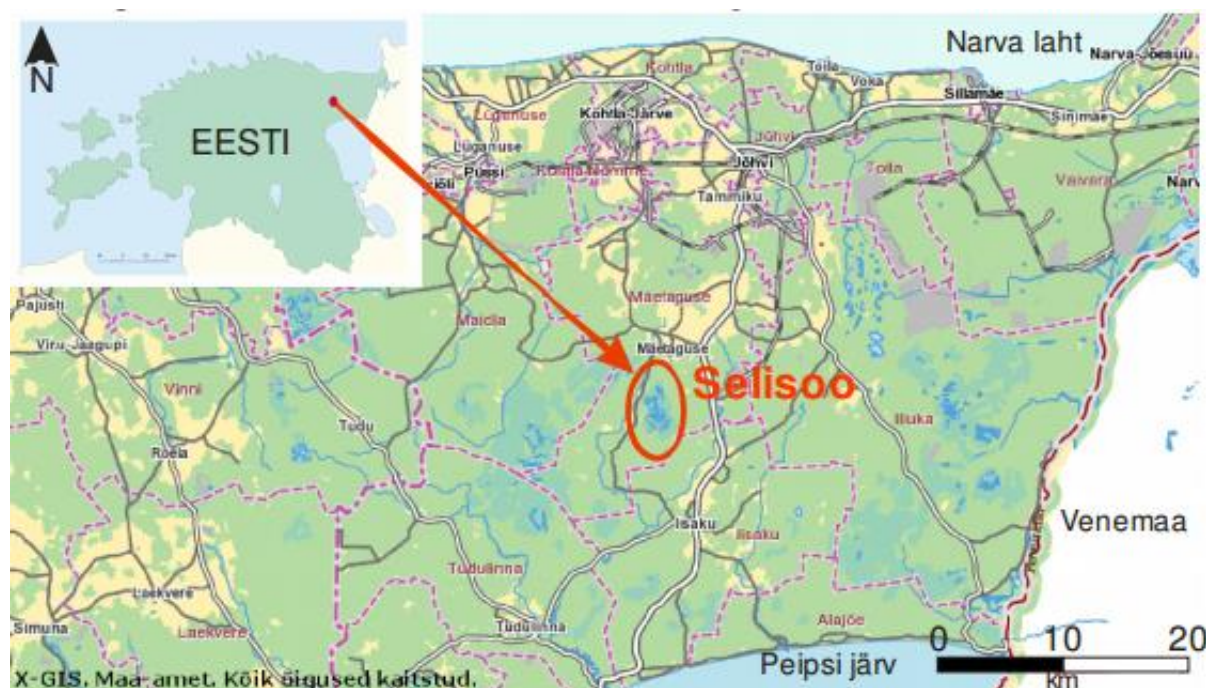 N
EESTI
Narva laht
Narva-Jõesuu
Kohtla
Toila
Voka
Sillamäe
Sinimäe
Lüganuse
Kohtla-Järve
Jõhvi
Lüganuse
Püssi
Kohtla-Nõmme
Jõhvi
Toila
Vaivara
Tammiku
Pajusti
Maidla
Mäetaguse
Viru-Jaagupi
Mäetaguse
Vinni
Selisoo
Illuka
Tudu
Roela
Iisaku
Iisaku
Venemaa
Tudulinna
Laekvere
Simuna
Laekvere
Tudulinna
Alajõe
0 10 20
km
Peipsi järv
X-GIS. Maa-amet. Kõik õigused kaitstud.